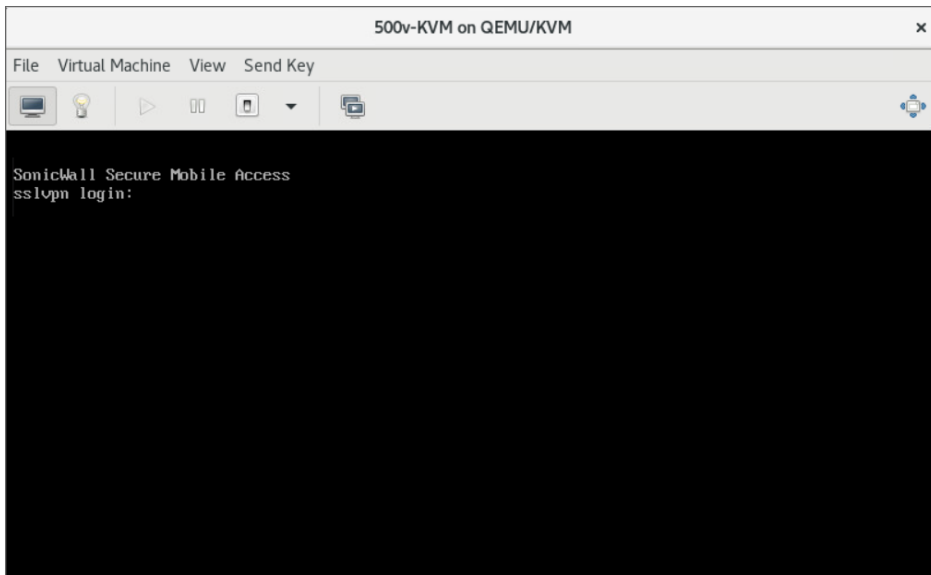 500v-KVM on QEMU/KVM
File Virtual Machine View Send Key
SonicWall Secure Mobile Access
sslvpn login: